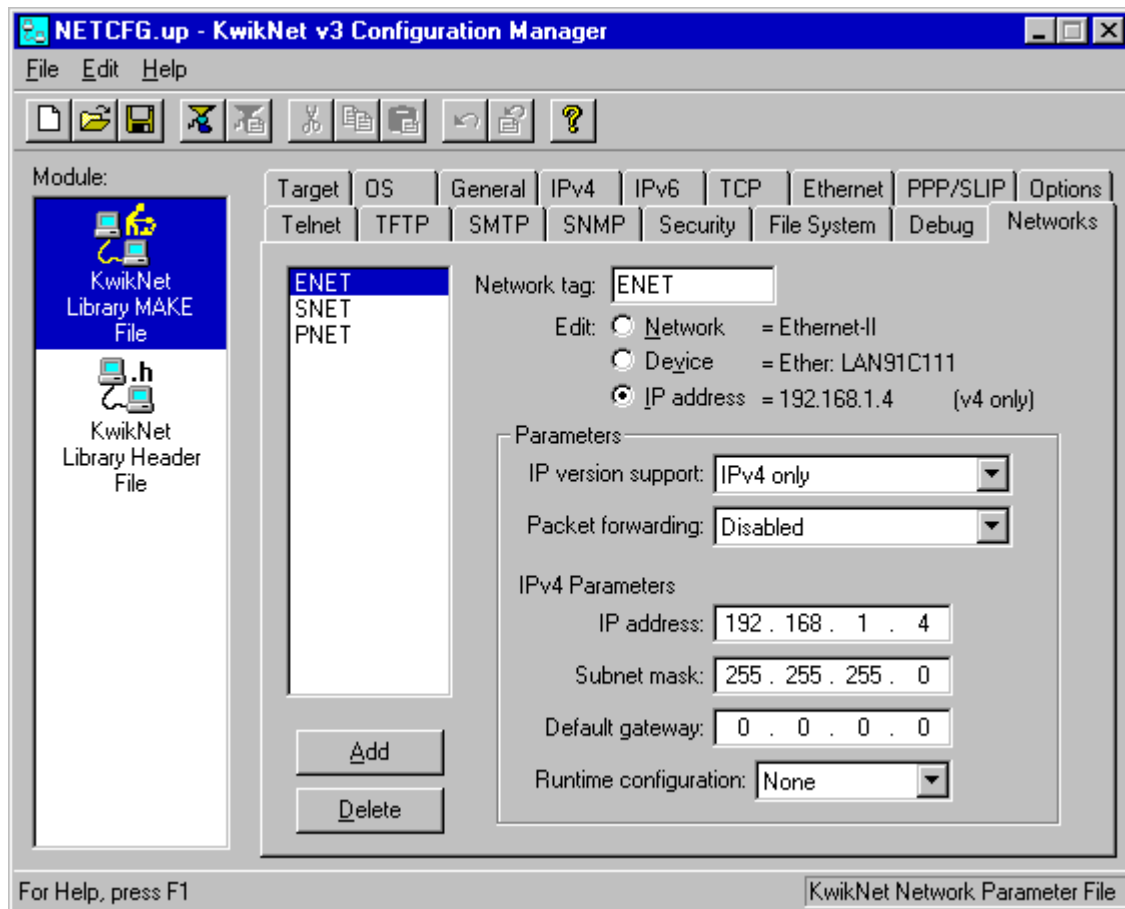 NETCFG.up - KwikNet v3 Configuration Manager
File Edit Help
Module:
KwikNet
Library MAKE
File
.h
KwikNet
Library Header
File
Target OS General IPv4 IPv6 TCP Ethernet PPP/SLIP Options
Telnet TFTP SMTP SNMP Security File System Debug Networks
ENET
SNET
PNET
Add
Delete
Network tag: ENET
Edit: Network = Ethernet-II
Device = Ether: LAN91C111
IP address = 192.168.1.4 (v4 only)
Parameters
IP version support: IPv4 only
Packet forwarding: Disabled
IPv4 Parameters
IP address: 192 . 168 . 1 . 4
Subnet mask: 255 . 255 . 255 . 0
Default gateway: 0 . 0 . 0 . 0
Runtime configuration: None
For Help, press F1
KwikNet Network Parameter File